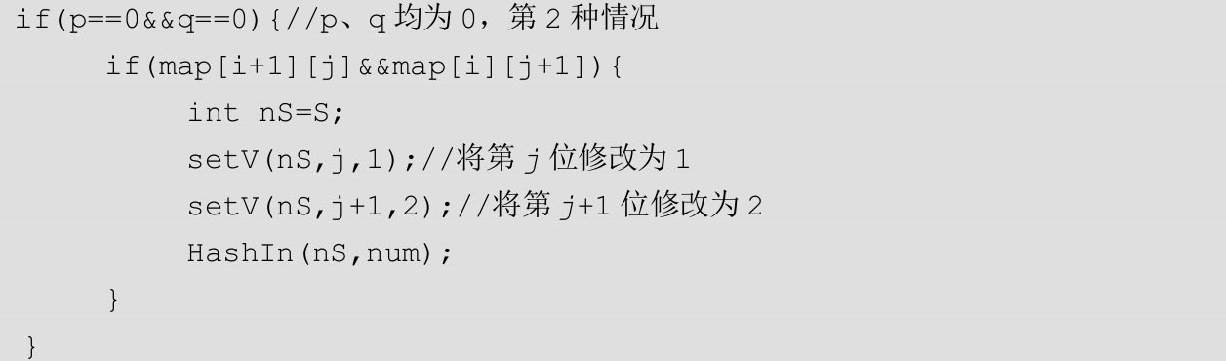 if(p==0&&q==0){//p、q 均为 0，第 2 种情况
if(map[i+1][j]&&map[i][j+1]){
int nS=S;
setV(nS,j,1);//将第 j 位修改为 1
setV(nS,j+1,2);//将第 j+1 位修改为 2
HashIn(nS,num);
}
}